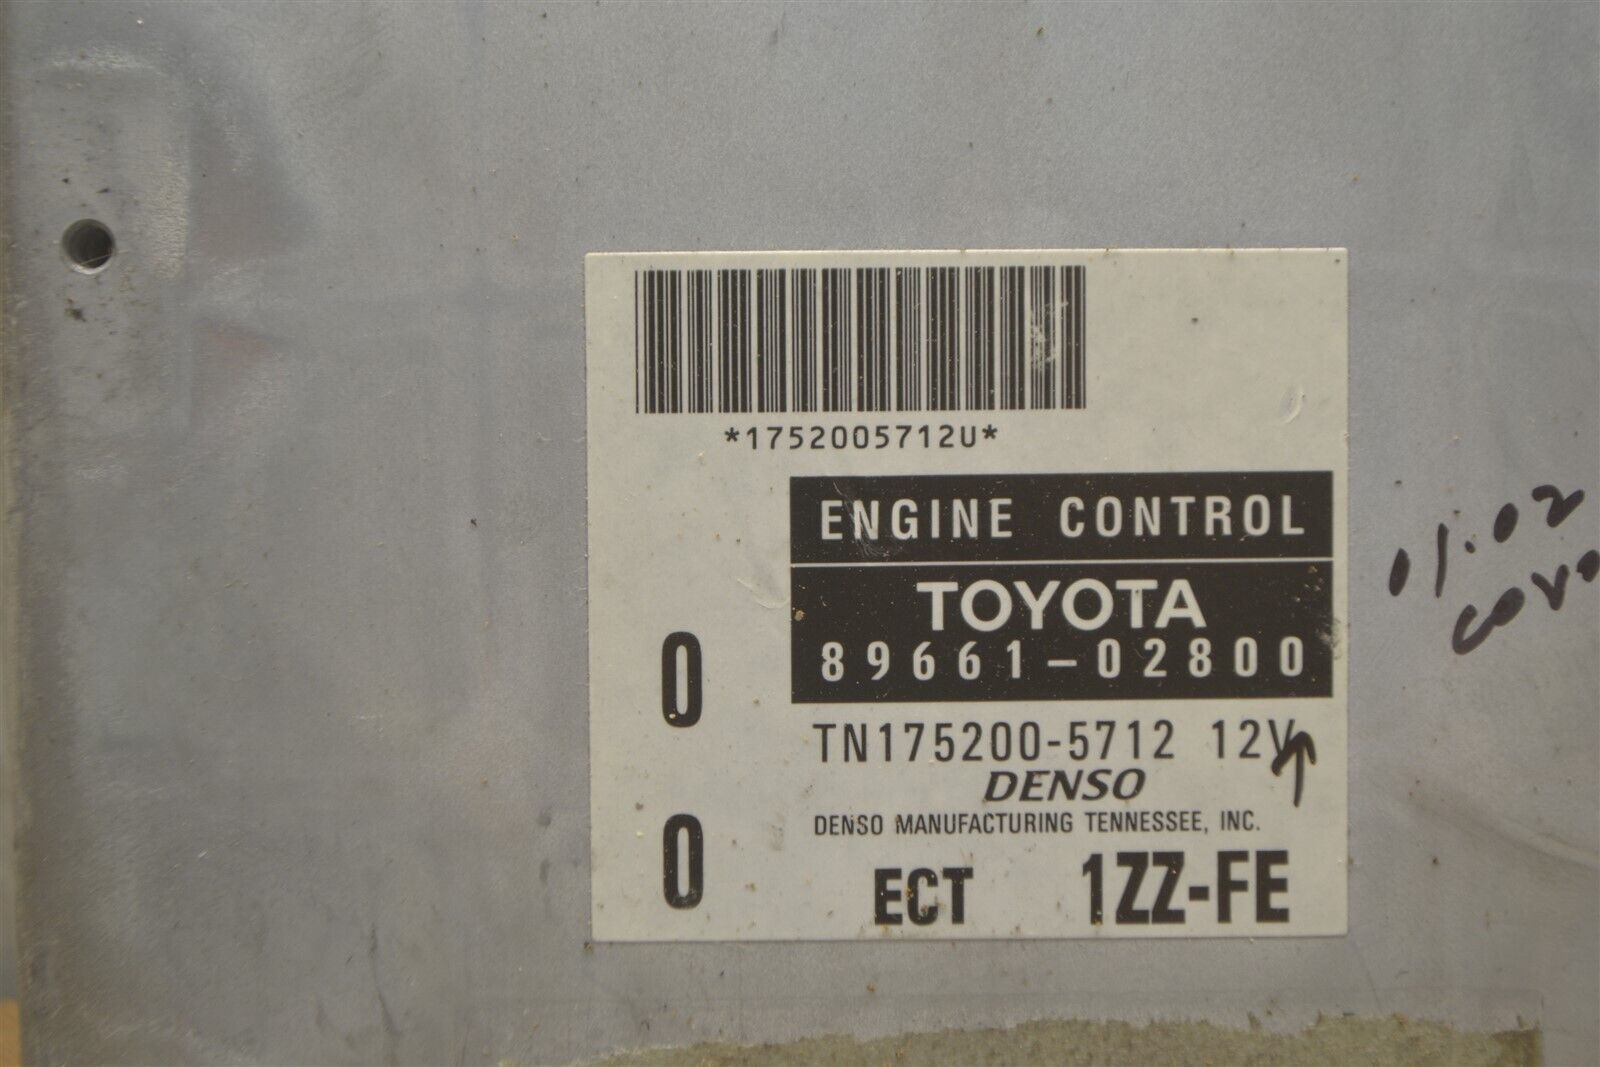 *1752005712U*
ENGINE CONTROL
TOYOTA
89661-02800
0
TN175200-5712 12V
DENSO
DENSO MANUFACTURING TENNESSEE, INC.
0
ECT 1ZZ-FE
01.02